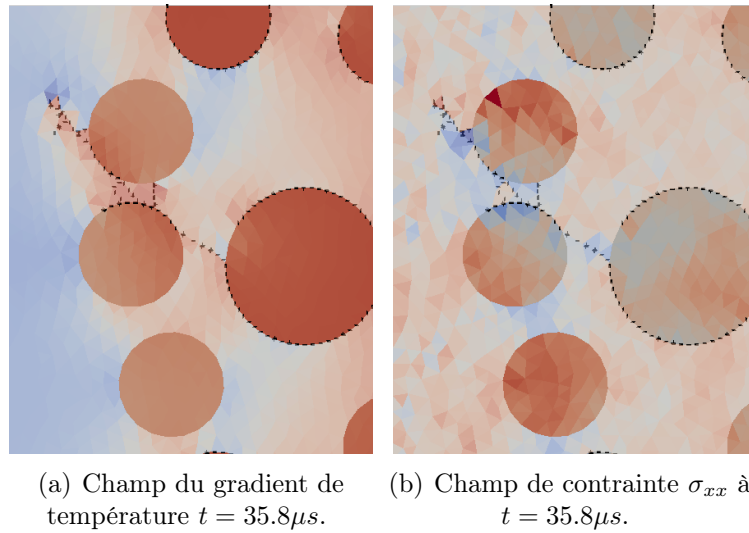 (a) Champ du gradient de
température t = 35.8μs.
(b) Champ de contrainte σxx à
t = 35.8μs.